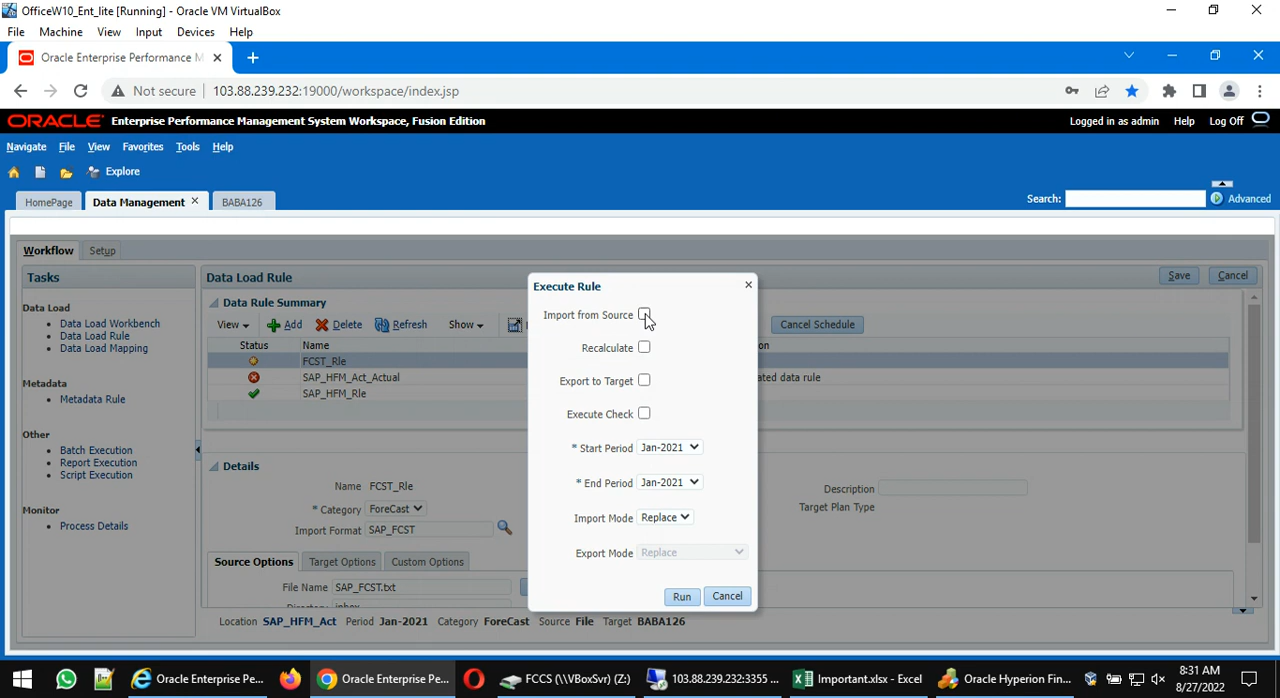 OfficeW10_Ent_lite [Running] - Oracle VM VirtualBox
File Machine View Input Devices Help
Oracle Enterprise Performance M
Not secure 103.88.239.232:19000/workspace/index.jsp
ORACLE Enterprise Performance Management System Workspace, Fusion Edition Logged in as admin Help Log Off
Navigate File View Favorites Tools Help
Explore
HomePage Data Management BABA126 Search: Advanced
Workflow Setup
Tasks
Data Load
Data Load Workbench
Data Load Rule
Data Load Mapping
Metadata
Metadata Rule
Other
Batch Execution
Report Execution
Script Execution
Monitor
Process Details
Data Load Rule Save Cancel
Data Rule Summary
View Add Delete Refresh Show Cancel Schedule
Status Name
FCST_Rle
SAP_HFM_Act_Actual ated data rule
SAP_HFM_Rle
Details
Name FCST_Rle Description
* Category ForeCast Target Plan Type
Import Format SAP_FCST
Source Options Target Options Custom Options
File Name SAP_FCST.txt
Location SAP_HFM_Act Period Jan-2021 Category ForeCast Source File Target BABA126
Execute Rule
Import from Source
Recalculate
Export to Target
Execute Check
* Start Period Jan-2021
* End Period Jan-2021
Import Mode Replace
Export Mode Replace
Run Cancel
Oracle Enterprise Pe... Oracle Enterprise Pe... FCCS (\\VBoxSvr) (Z:) 103.88.239.232:3355 ... Important.xlsx - Excel Oracle Hyperion Fin...
8:31 AM
8/27/2022